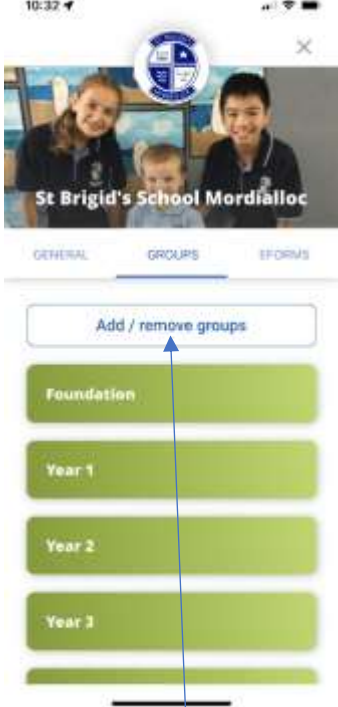 10:32
St Brigid's School Mordialloc
GENERAL GROUPS EFORMS
Add / remove groups
Foundation
Year 1
Year 2
Year 3